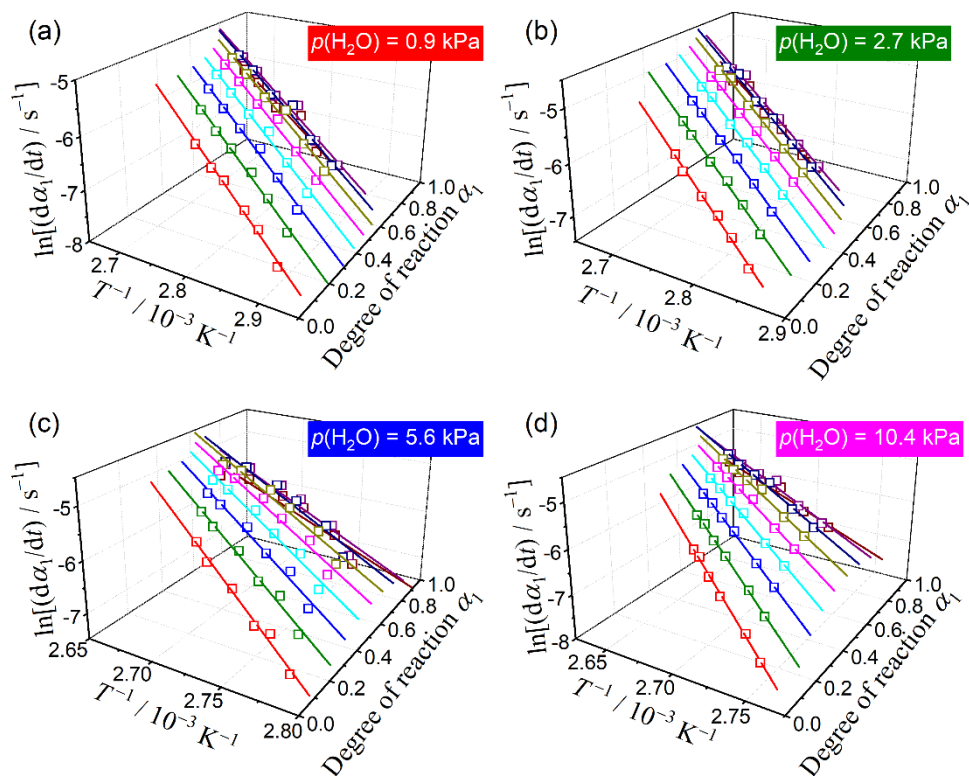 (a)
p(H₂O) = 0.9 kPa
-5
-6
-7
-8
ln[(dα₁/dt) / s⁻¹]
2.7
2.8
2.9
T⁻¹ / 10⁻³ K⁻¹
0.0
0.2
0.4
0.6
0.8
1.0
Degree of reaction α₁
(b)
p(H₂O) = 2.7 kPa
-5
-6
-7
ln[(dα₁/dt) / s⁻¹]
2.7
2.8
2.9
T⁻¹ / 10⁻³ K⁻¹
0.0
0.2
0.4
0.6
0.8
1.0
Degree of reaction α₁
(c)
p(H₂O) = 5.6 kPa
-5
-6
-7
ln[(dα₁/dt) / s⁻¹]
2.65
2.70
2.75
2.80
T⁻¹ / 10⁻³ K⁻¹
0.0
0.2
0.4
0.6
0.8
1.0
Degree of reaction α₁
(d)
p(H₂O) = 10.4 kPa
-5
-6
-7
-8
ln[(dα₁/dt) / s⁻¹]
2.65
2.70
2.75
T⁻¹ / 10⁻³ K⁻¹
0.0
0.2
0.4
0.6
0.8
1.0
Degree of reaction α₁